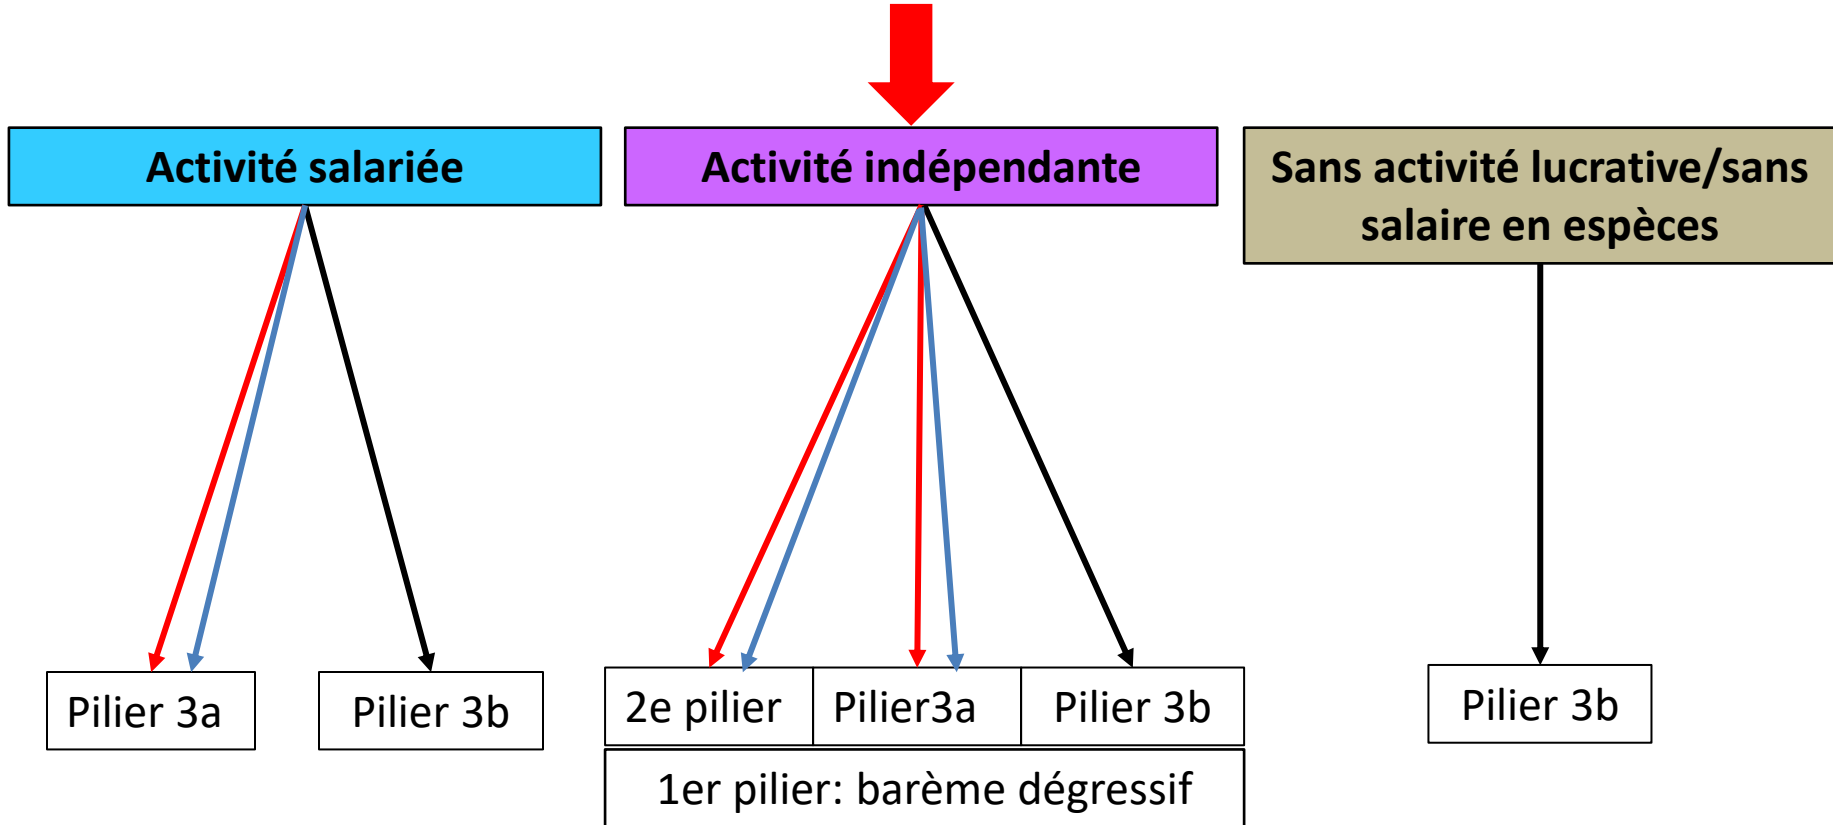 Activité salariée
Activité indépendante
Sans activité lucrative/sans
salaire en espèces
Pilier 3a
Pilier 3b
2e pilier
Pilier3a
Pilier 3b
Pilier 3b
1er pilier: barème dégressif